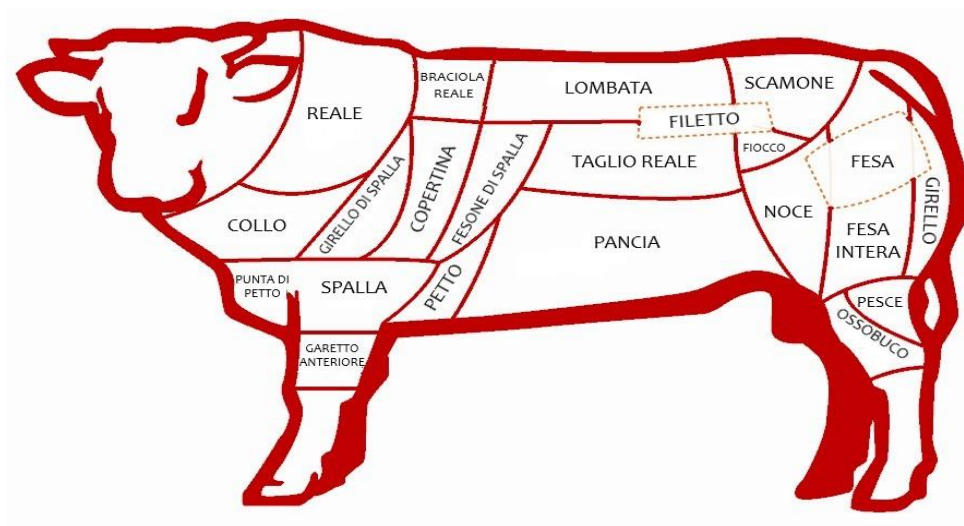 REALE
BRACIOLA
REALE
LOMBATA
SCAMONE
FILETTO
FIOCCO
FESA
GIRELLO
TAGLIO REALE
FESONE DI SPALLA
COPERTINA
GIRELLO DI SPALLA
COLLO
PANCIA
NOCE
FESA
INTERA
PUNTA DI
PETTO
SPALLA
PETTO
PESCE
OSSOBUCO
GARETTO
ANTERIORE